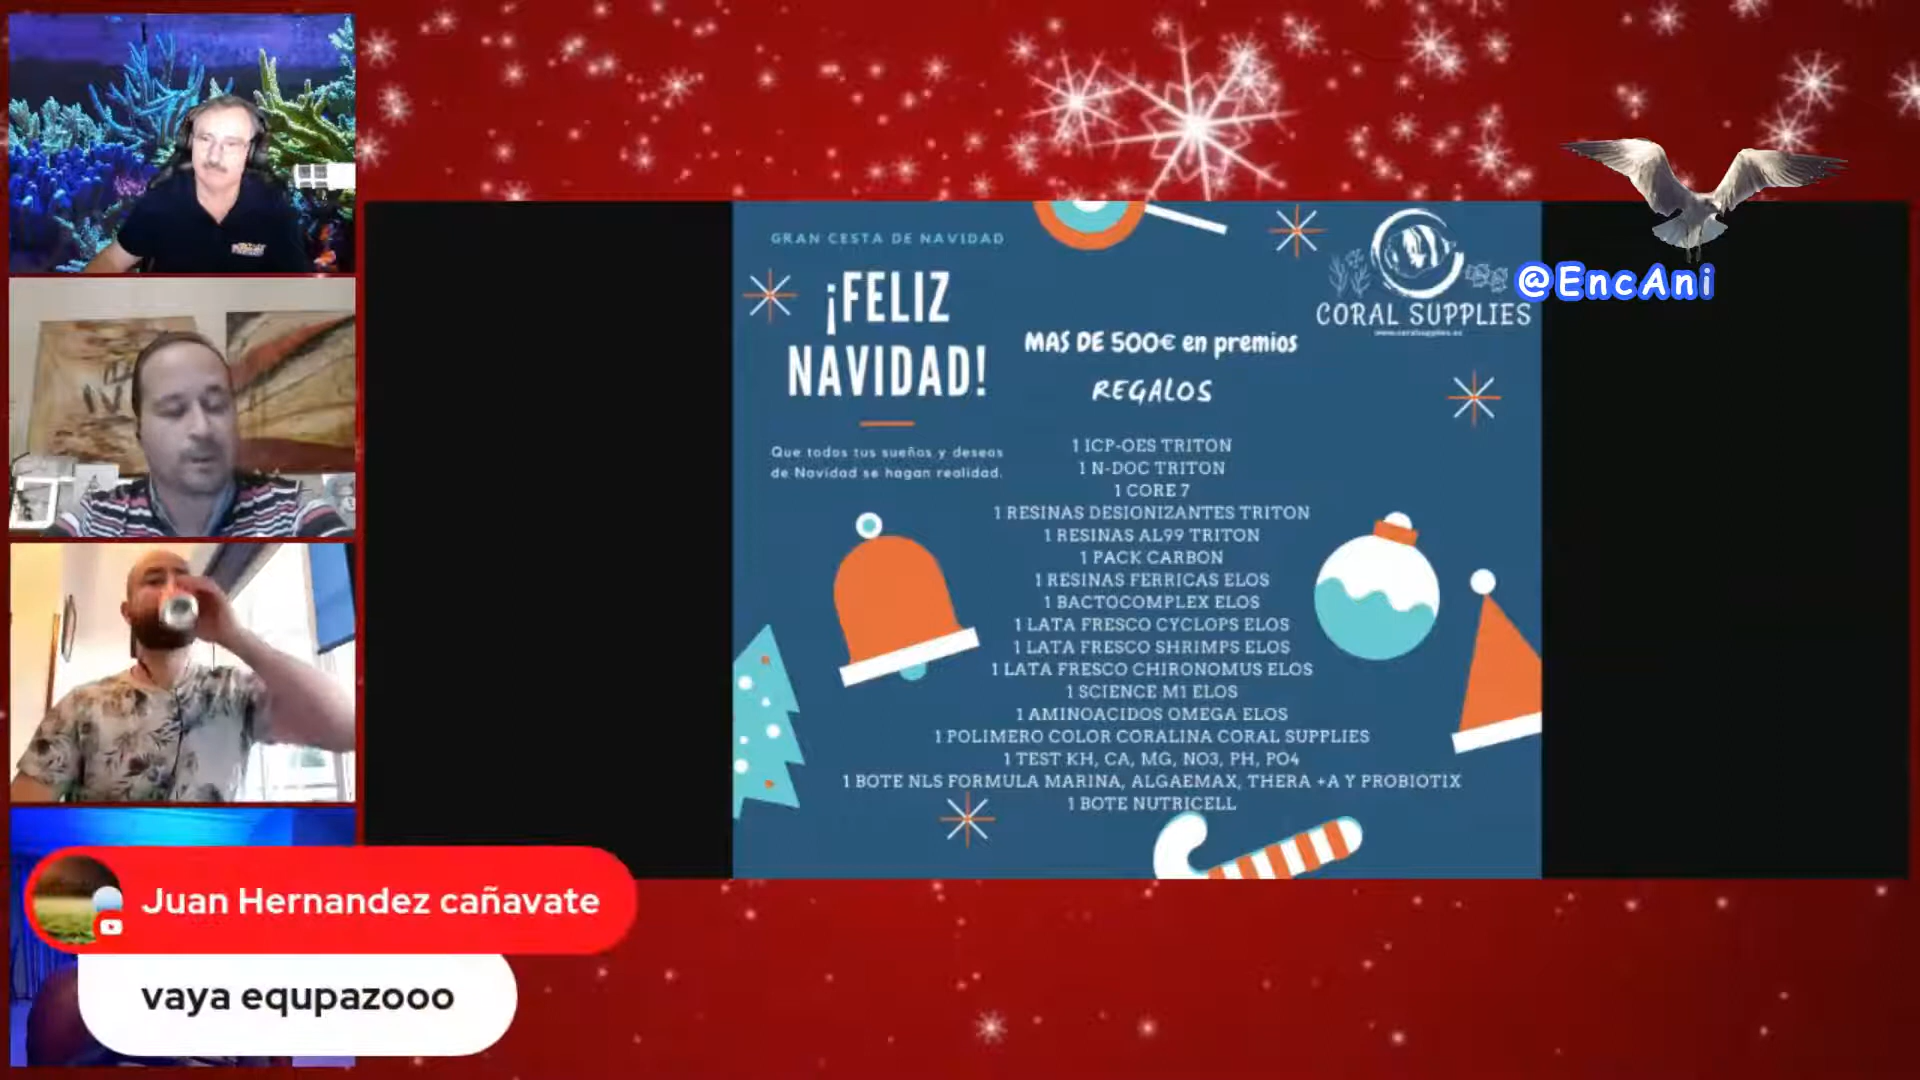 GRAN CESTA DE NAVIDAD
¡FELIZ
NAVIDAD!
Que todos tus sueños y deseos
de Navidad se hagan realidad.
CORAL SUPPLIES
www.coralsupplies.es
@EncAni
MAS DE 500€ en premios
REGALOS
1 ICP-OES TRITON
1 N-DOC TRITON
1 CORE 7
1 RESINAS DESIONIZANTES TRITON
1 RESINAS AL99 TRITON
1 PACK CARBON
1 RESINAS FERRICAS ELOS
1 BACTOCOMPLEX ELOS
1 LATA FRESCO CYCLOPS ELOS
1 LATA FRESCO SHRIMPS ELOS
1 LATA FRESCO CHIRONOMUS ELOS
1 SCIENCE M1 ELOS
1 AMINOACIDOS OMEGA ELOS
1 POLIMERO COLOR CORALINA CORAL SUPPLIES
1 TEST KH, CA, MG, NO3, PH, PO4
1 BOTE NLS FORMULA MARINA, ALGAEMAX, THERA +A Y PROBIOTIX
1 BOTE NUTRICELL
Juan Hernandez cañavate
vaya equpazooo